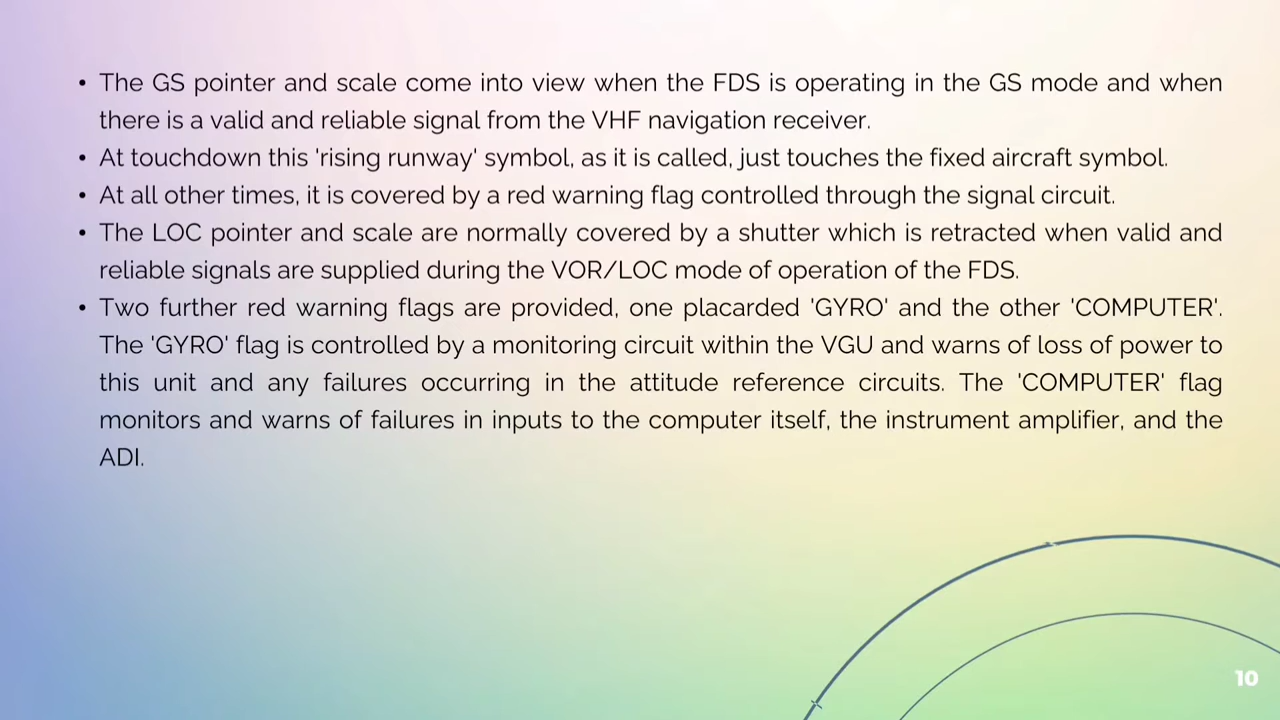 • The GS pointer and scale come into view when the FDS is operating in the GS mode and when
there is a valid and reliable signal from the VHF navigation receiver.
• At touchdown this 'rising runway' symbol, as it is called, just touches the fixed aircraft symbol.
• At all other times, it is covered by a red warning flag controlled through the signal circuit.
• The LOC pointer and scale are normally covered by a shutter which is retracted when valid and
reliable signals are supplied during the VOR/LOC mode of operation of the FDS.
• Two further red warning flags are provided, one placarded 'GYRO' and the other 'COMPUTER'.
The 'GYRO' flag is controlled by a monitoring circuit within the VGU and warns of loss of power to
this unit and any failures occurring in the attitude reference circuits. The 'COMPUTER' flag
monitors and warns of failures in inputs to the computer itself, the instrument amplifier, and the
ADI.
10